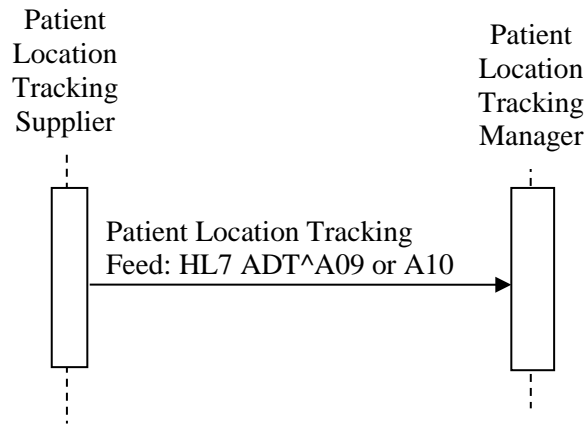 Patient
Location
Tracking
Supplier
Patient
Location
Tracking
Manager
Patient Location Tracking
Feed: HL7 ADT^A09 or A10